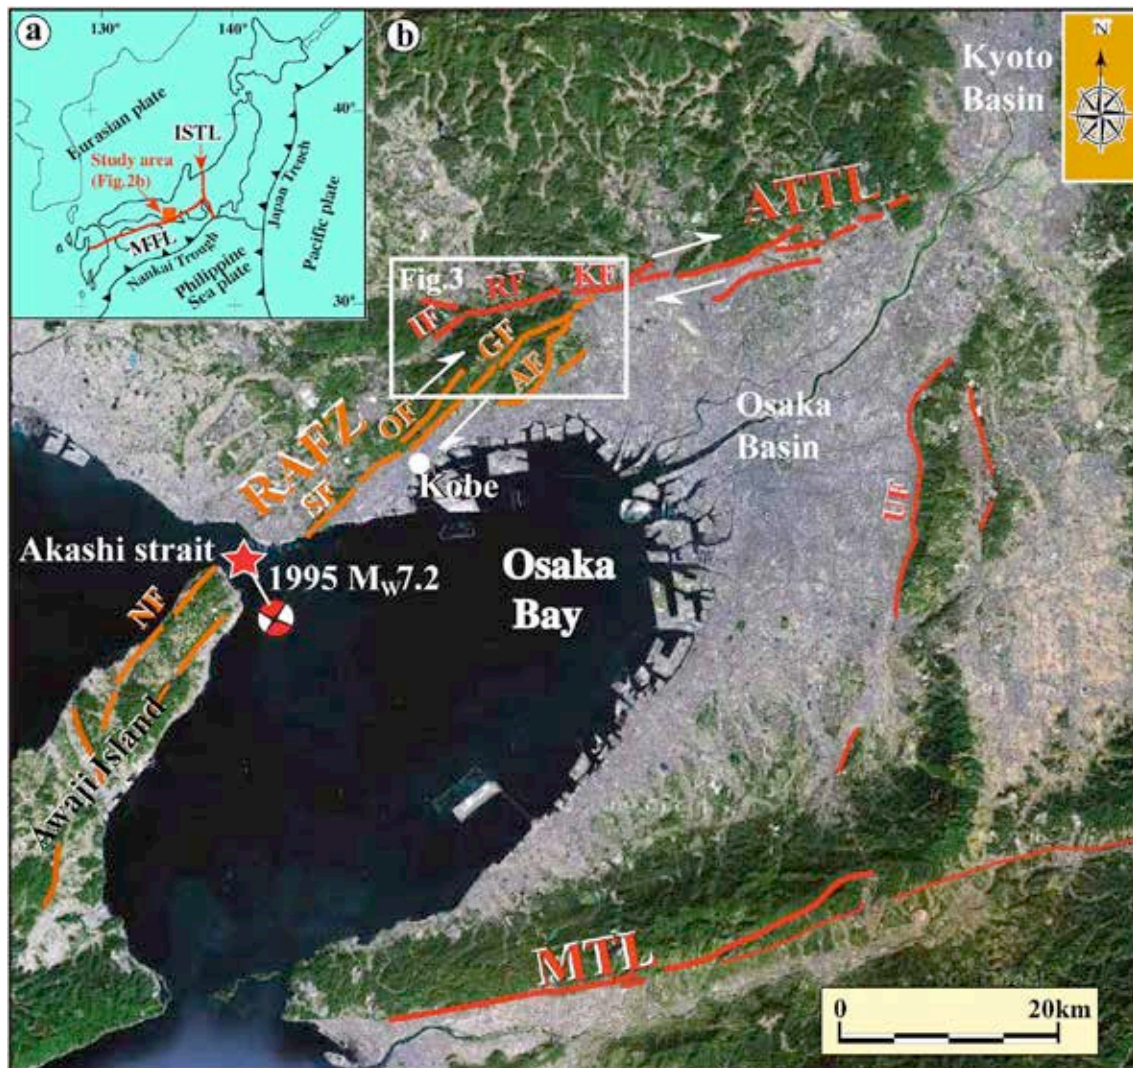 a
130°
140°
40°
30°
Eurasian plate
ISTL
Study area
(Fig.2b)
MTL
Nankai Trough
Philippine
Sea plate
Japan Trench
Pacific plate
b
Kyoto
Basin
N
ATTL
Fig.3
IF
RF
KF
GF
AF
OF
RAFZ
SF
Kobe
Osaka
Basin
UF
Akashi strait
1995 MW7.2
Osaka
Bay
NF
Awaji Island
MTL
0
20km